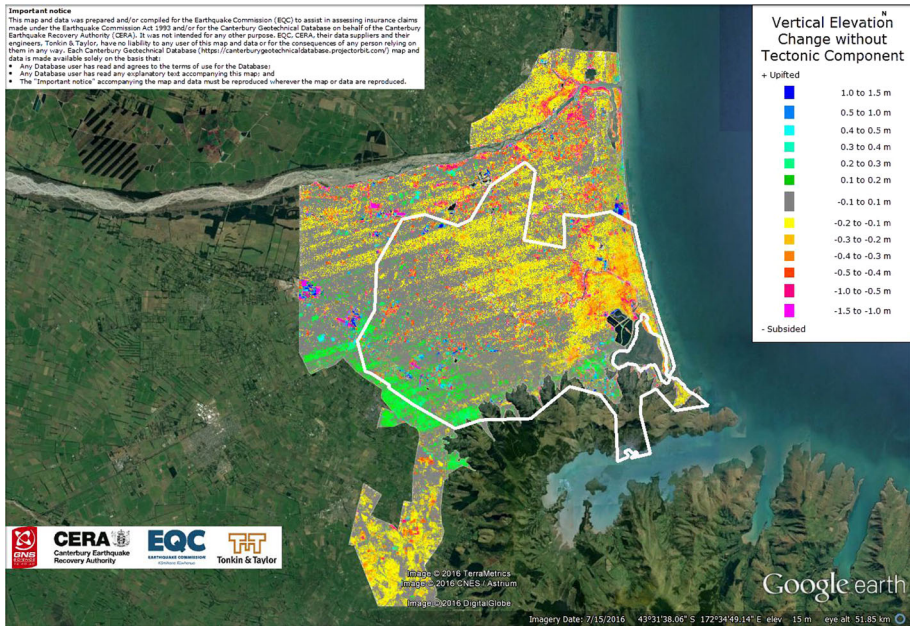 Important notice
This map and data was prepared and/or compiled for the Earthquake Commission (EQC) to assist in assessing insurance claims
made under the Earthquake Commission Act 1993 and/or for the Canterbury Geotechnical Database on behalf of the Canterbury
Earthquake Recovery Authority (CERA). It was not intended for any other purpose. EQC, CERA, their data suppliers and their
engineers, Tonkin & Taylor, have no liability to any user of this map and data or for the consequences of any person relying on
them in any way. Each Canterbury Geotechnical Database (https://canterburygeotechnicaldatabase.projectorbit.com/) map and
data is made available solely on the basis that:
• Any Database user has read and agrees to the terms of use for the Database;
• Any Database user has read any explanatory text accompanying this map; and
• The "Important notice" accompanying the map and data must be reproduced wherever the map or data are reproduced.
N
Vertical Elevation
Change without
Tectonic Component
+ Uplifted
1.0 to 1.5 m
0.5 to 1.0 m
0.4 to 0.5 m
0.3 to 0.4 m
0.2 to 0.3 m
0.1 to 0.2 m
-0.1 to 0.1 m
-0.2 to -0.1 m
-0.3 to -0.2 m
-0.4 to -0.3 m
-0.5 to -0.4 m
-1.0 to -0.5 m
-1.5 to -1.0 m
- Subsided
GNS
CERA
Canterbury Earthquake
Recovery Authority
EQC
EARTHQUAKE COMMISSION
Tonkin & Taylor
Image © 2016 TerraMetrics
Image © 2016 CNES / Astrium
Image © 2016 DigitalGlobe
Google earth
Imagery Date: 7/15/2016 43°31'38.06" S 172°34'49.14" E elev 15 m eye alt 51.85 km